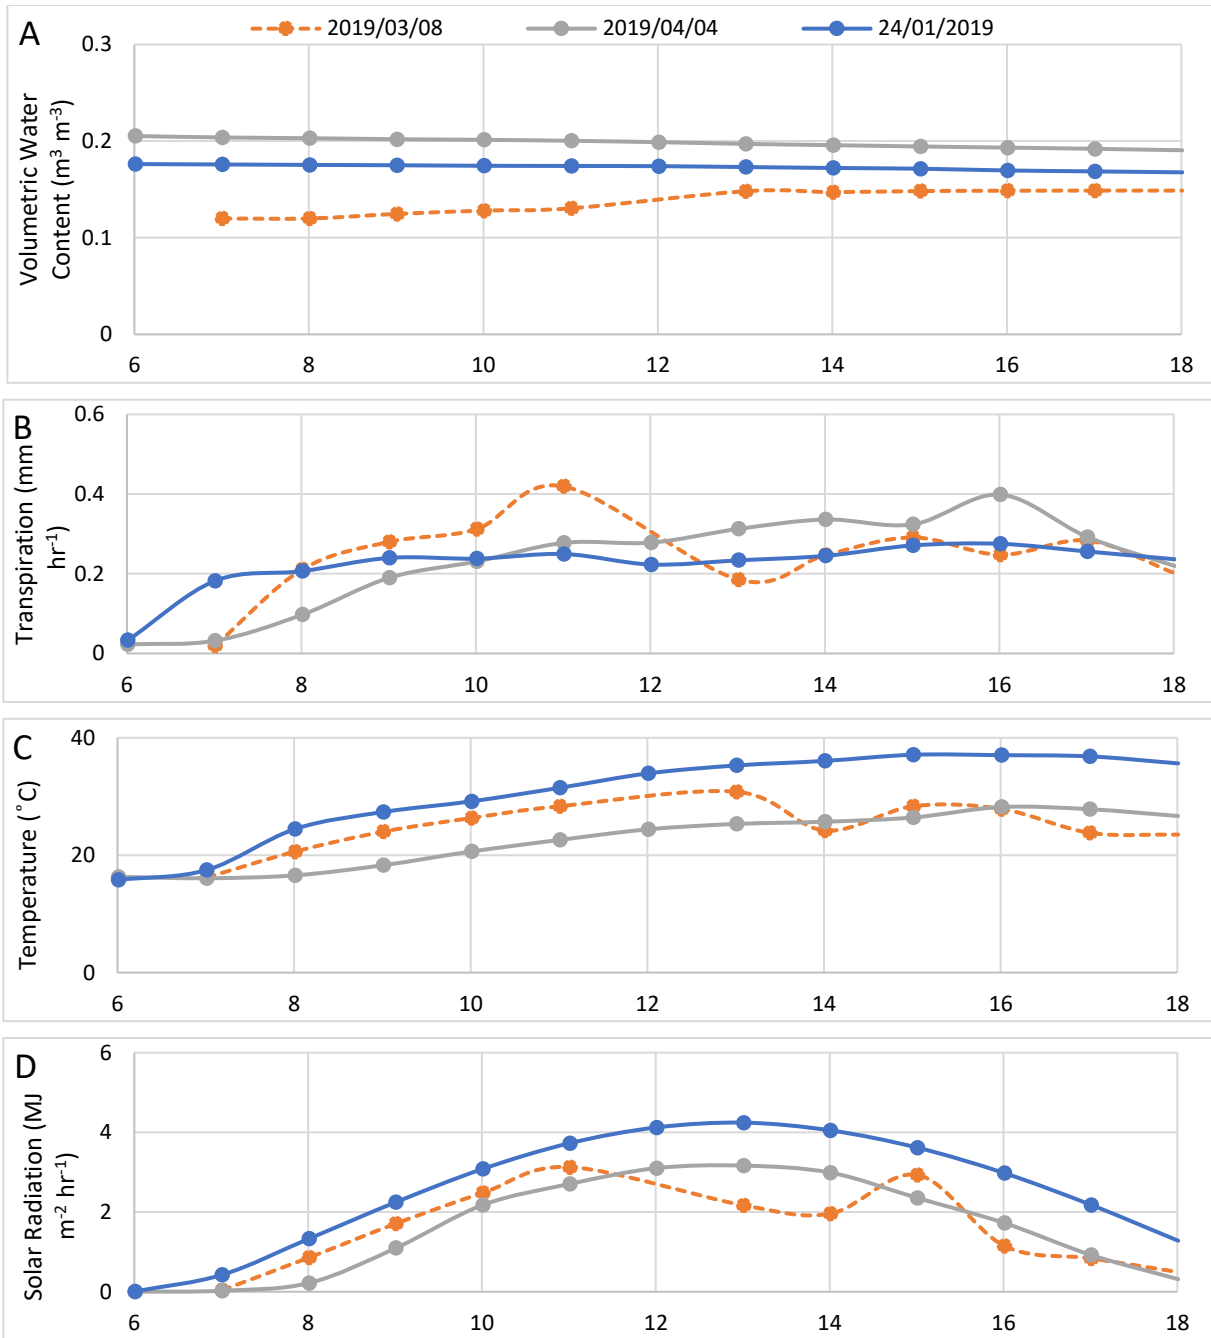 A
2019/03/08 2019/04/04 24/01/2019
Volumetric Water
Content (m³ m⁻³)
0.3
0.2
0.1
0
6 8 10 12 14 16 18
B
Transpiration (mm
hr⁻¹)
0.6
0.4
0.2
0
6 8 10 12 14 16 18
C
Temperature (˚C)
40
20
0
6 8 10 12 14 16 18
D
Solar Radiation (MJ
m⁻² hr⁻¹)
6
4
2
0
6 8 10 12 14 16 18